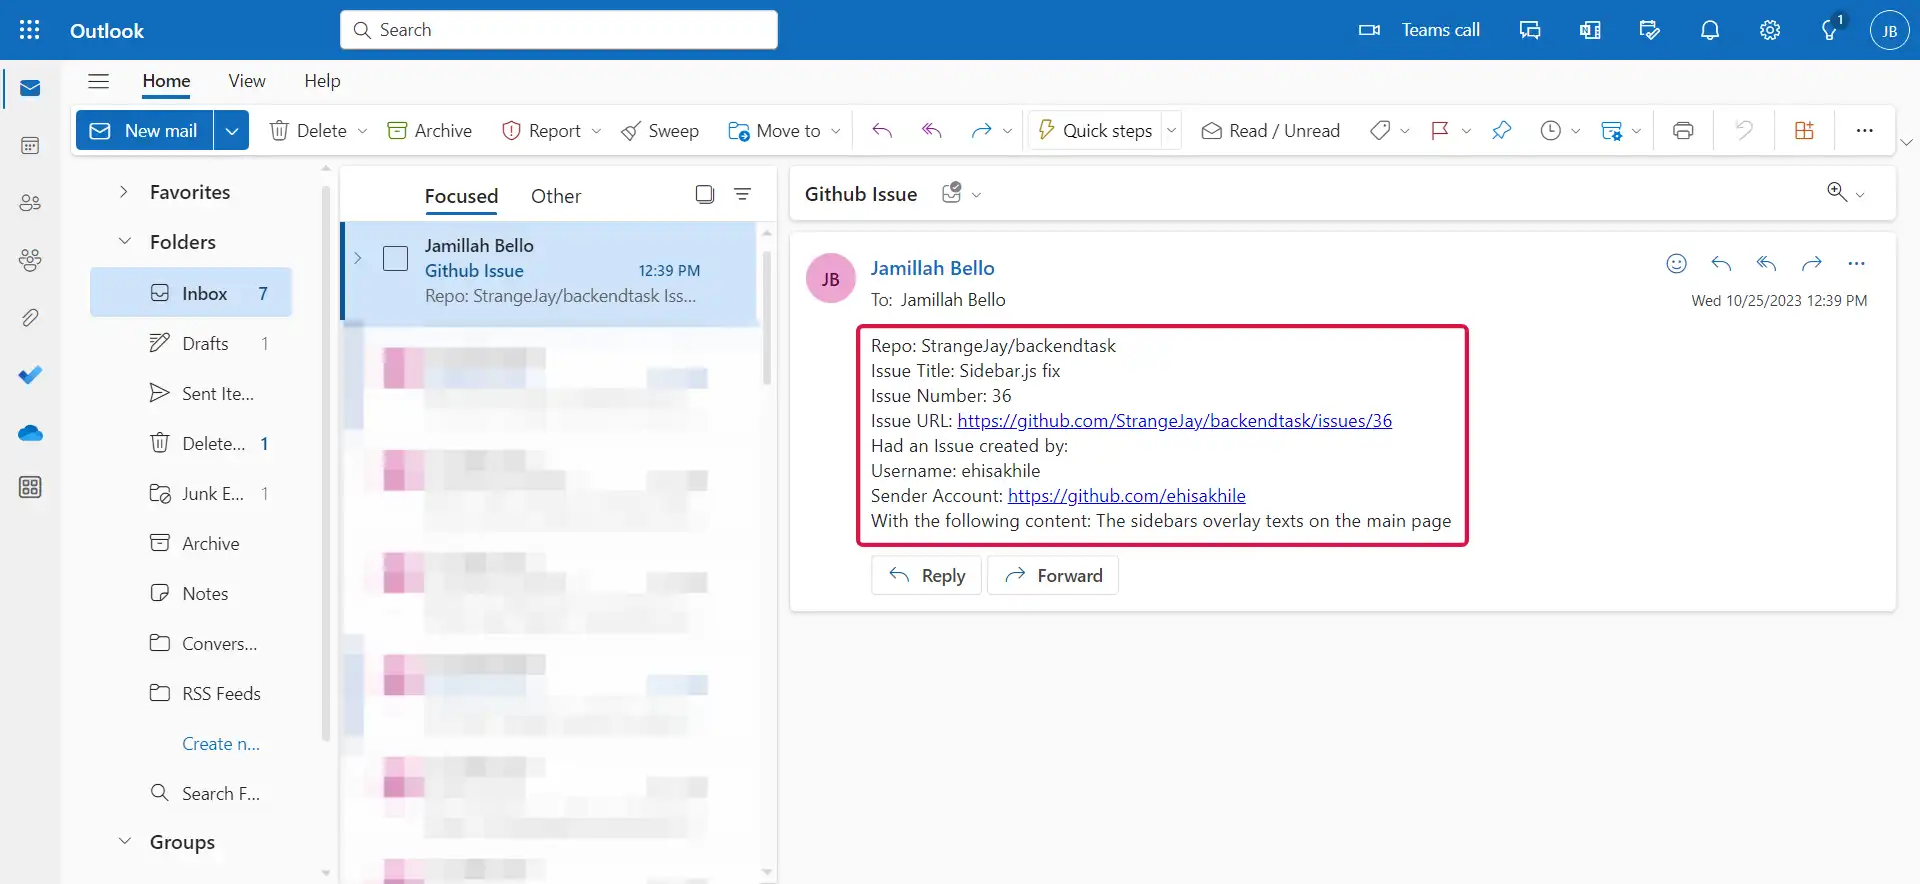 Outlook
Search
Teams call
1
JB
Home
View
Help
New mail
Delete
Archive
Report
Sweep
Move to
Quick steps
Read / Unread
Favorites
Folders
Inbox 7
Drafts 1
Sent Ite...
Delete... 1
Junk E... 1
Archive
Notes
Convers...
RSS Feeds
Create n...
Search F...
Groups
Focused
Other
Jamillah Bello
Github Issue 12:39 PM
Repo: StrangeJay/backendtask Iss...
Github Issue
JB
Jamillah Bello
To: Jamillah Bello
Wed 10/25/2023 12:39 PM
Repo: StrangeJay/backendtask
Issue Title: Sidebar.js fix
Issue Number: 36
Issue URL: https://github.com/StrangeJay/backendtask/issues/36
Had an Issue created by:
Username: ehisakhile
Sender Account: https://github.com/ehisakhile
With the following content: The sidebars overlay texts on the main page
Reply
Forward